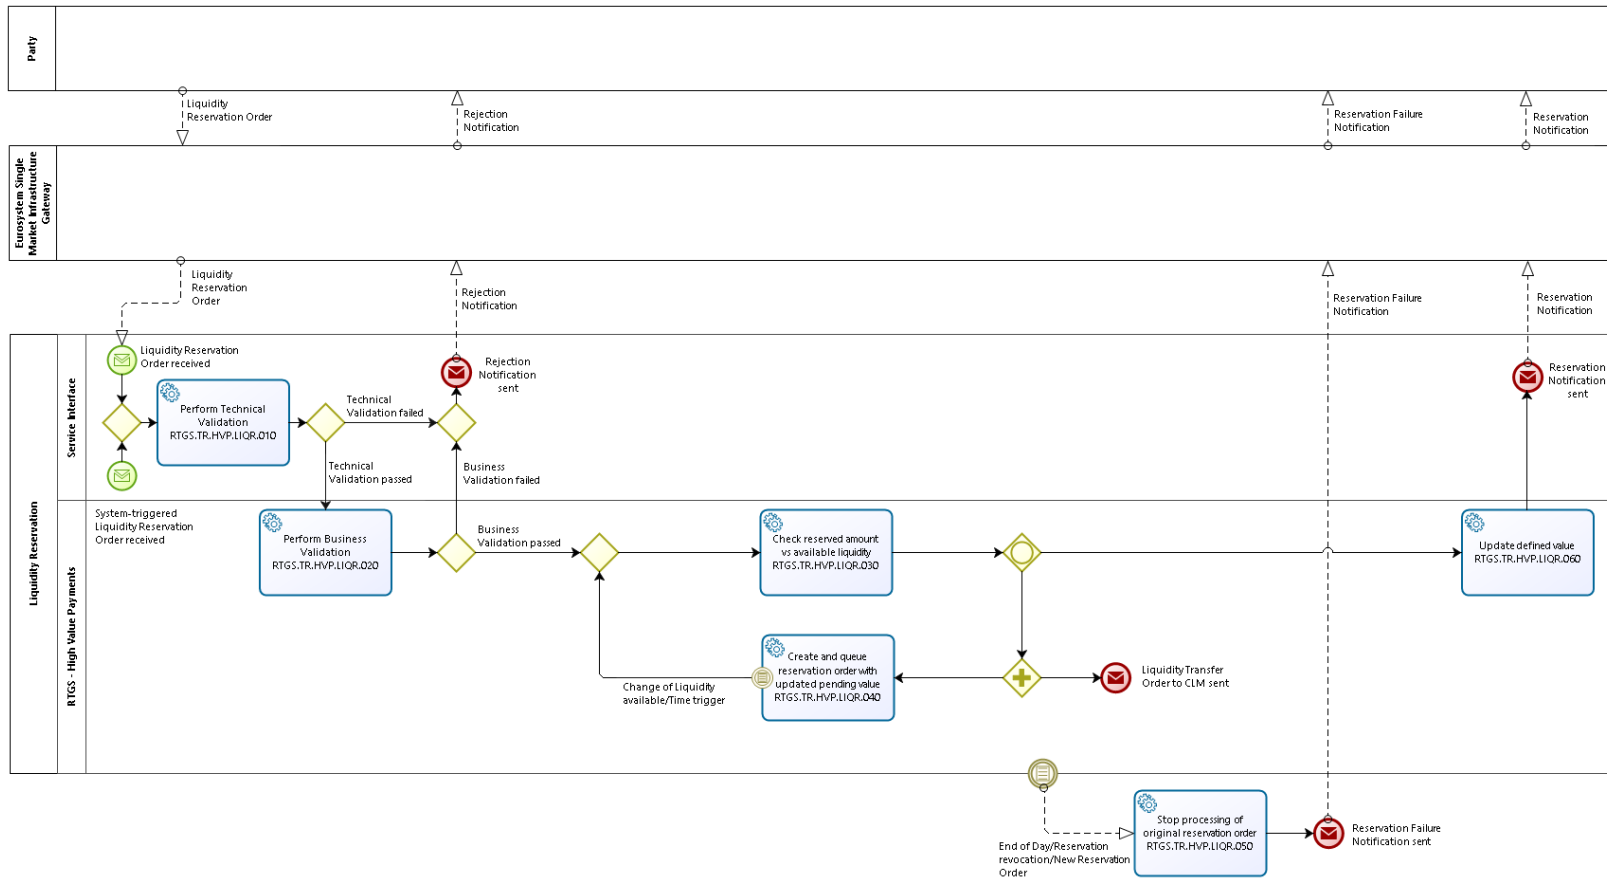 Party
Liquidity
Reservation Order
Rejection
Notification
Reservation Failure
Notification
Reservation
Notification
Eurosystem Single
Market Infrastructure
Gateway
Liquidity
Reservation
Order
Rejection
Notification
Reservation Failure
Notification
Reservation
Notification
Liquidity Reservation
Service Interface
Liquidity Reservation
Order received
Perform Technical
Validation
RTGS.TR.HVP.LIQR.010
Technical
Validation failed
Rejection
Notification
sent
Reservation
Notification
sent
Technical
Validation passed
Business
Validation failed
RTGS - High Value Payments
System-triggered
Liquidity Reservation
Order received
Perform Business
Validation
RTGS.TR.HVP.LIQR.020
Business
Validation passed
Check reserved amount
vs available liquidity
RTGS.TR.HVP.LIQR.030
Update defined value
RTGS.TR.HVP.LIQR.060
Change of Liquidity
available/Time trigger
Create and queue
reservation order with
updated pending value
RTGS.TR.HVP.LIQR.040
Liquidity Transfer
Order to CLM sent
End of Day/Reservation
revocation/New Reservation
Order
Stop processing of
original reservation order
RTGS.TR.HVP.LIQR.050
Reservation Failure
Notification sent